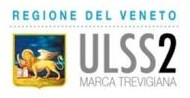 REGIONE DEL VENETO
ULSS2
MARCA TREVIGIANA